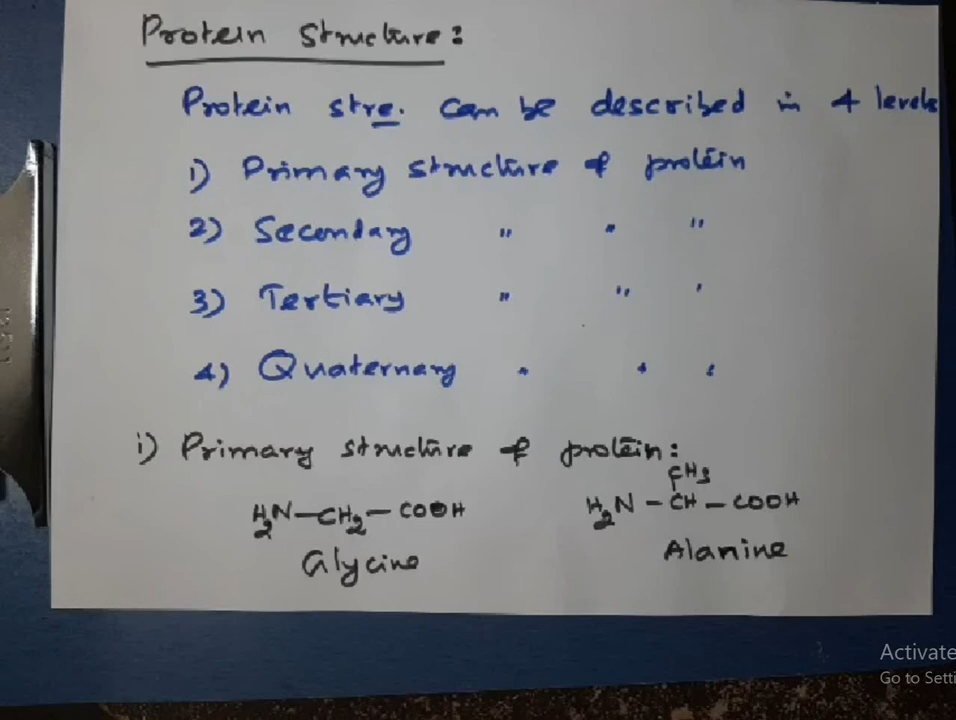 Protein Structure:
Protein stre. can be described in 4 levels
1) Primary structure of protein
2) Secondary " " "
3) Tertiary " " "
4) Quaternary " " "
i) Primary structure of protein:
CH3
H2N-CH2-COOH H2N-CH-COOH
Glycine Alanine
Activate
Go to Setti